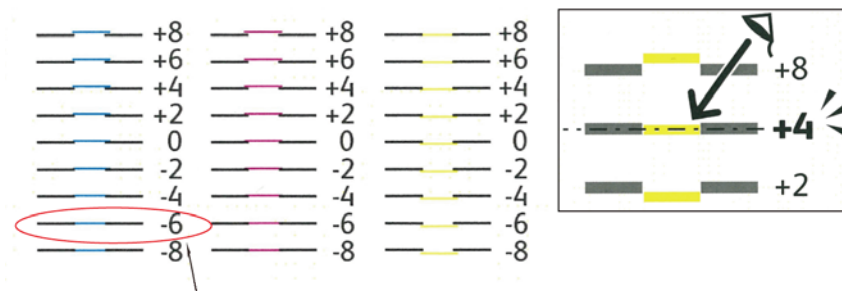 +8 +8 +8
+6 +6 +6
+4 +4 +4
+2 +2 +2
0 0 0
-2 -2 -2
-4 -4 -4
-6 -6 -6
-8 -8 -8
+8
+4
+2